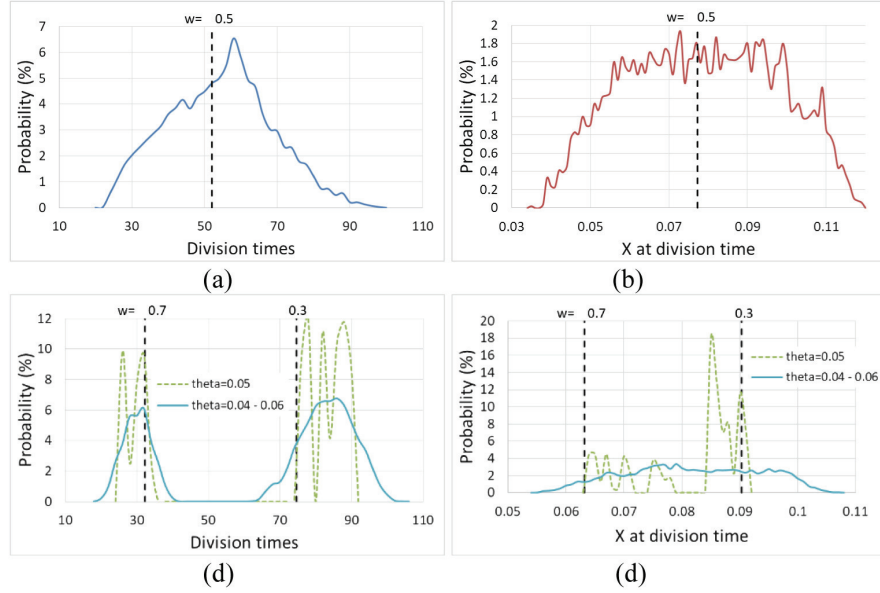 w= 0.5
7
6
5
4
3
2
1
0
Probability (%)
10 30 50 70 90 110
Division times
(a)
w= 0.5
2
1.8
1.6
1.4
1.2
1
0.8
0.6
0.4
0.2
0
Probability (%)
0.03 0.05 0.07 0.09 0.11
X at division time
(b)
w= 0.7 0.3
12
10
8
6
4
2
0
Probability (%)
theta=0.05
theta=0.04 - 0.06
10 30 50 70 90 110
Division times
(d)
w= 0.7 0.3
20
18
16
14
12
10
8
6
4
2
0
Probability (%)
theta=0.05
theta=0.04 - 0.06
0.05 0.06 0.07 0.08 0.09 0.1 0.11
X at division time
(d)